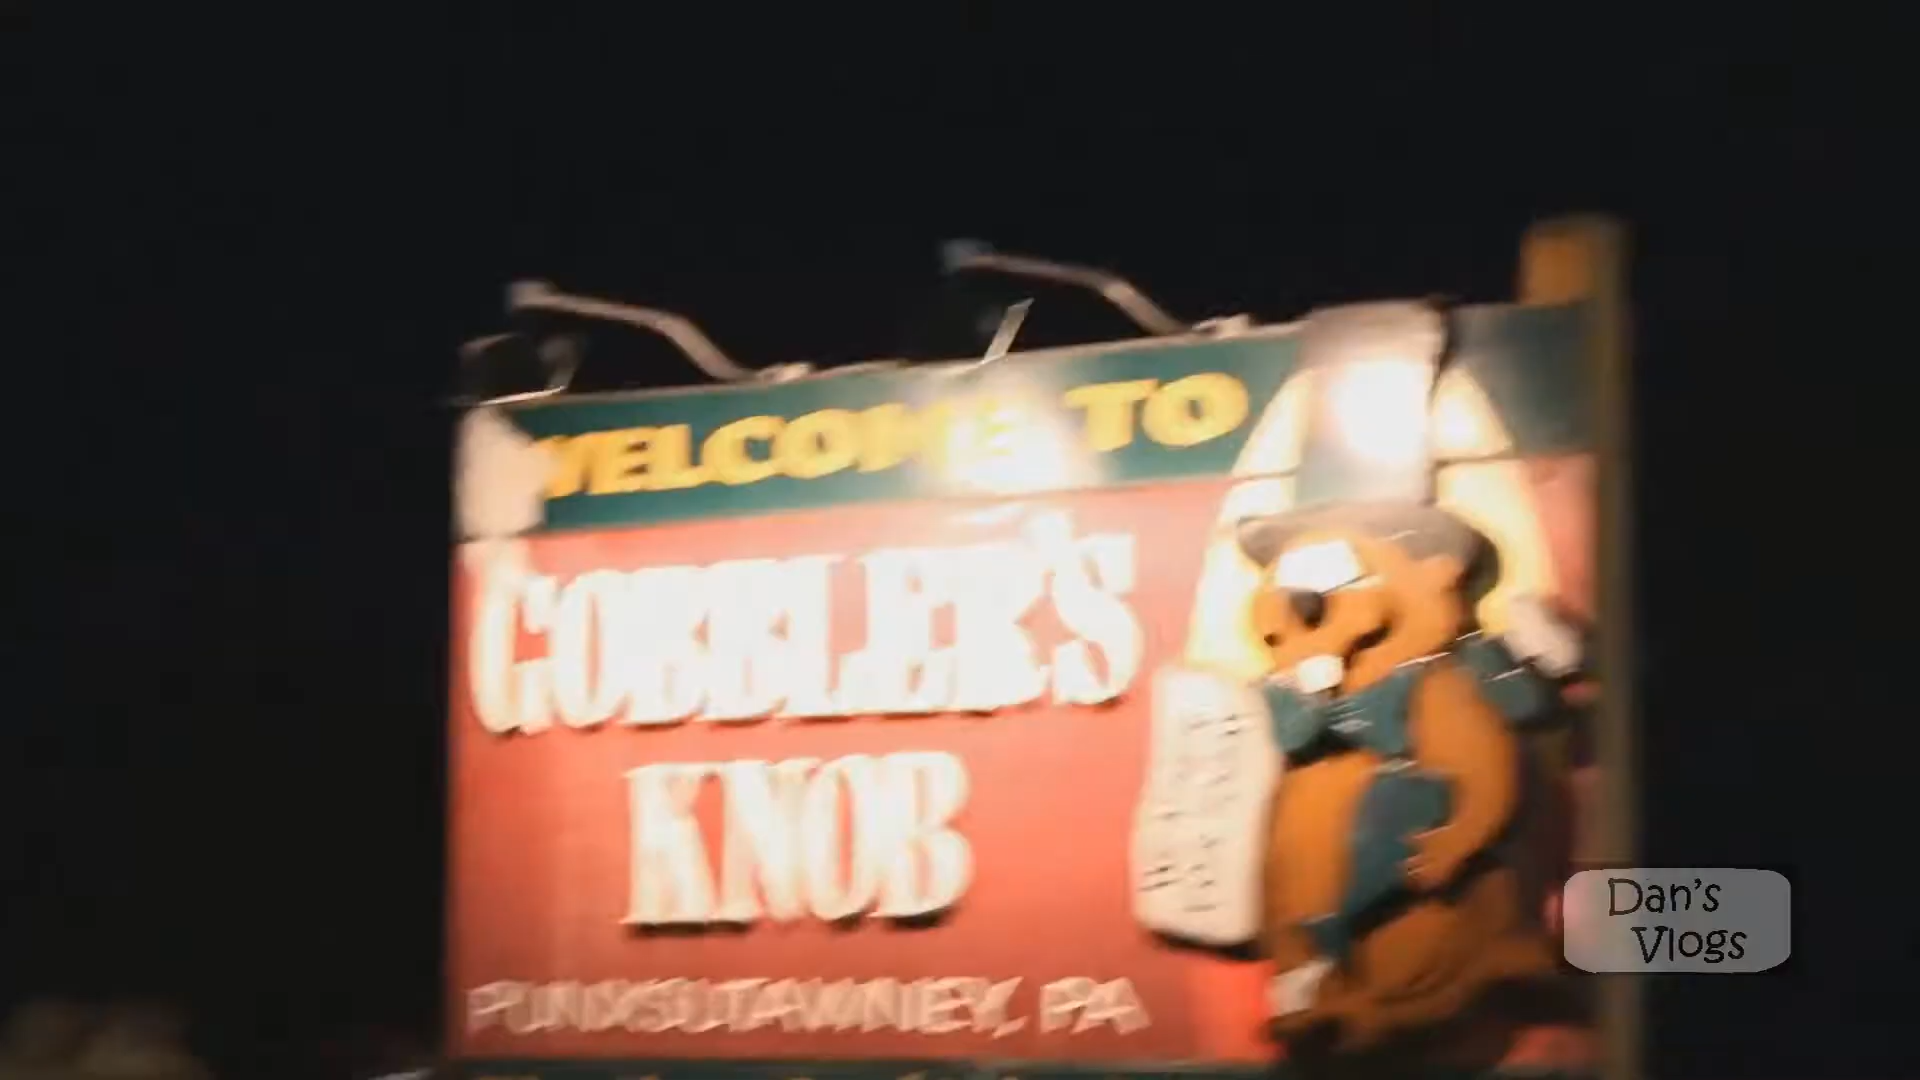 WELCOME TO
GOBBLER'S
KNOB
PUNXSUTAWNEY, PA
Dan's
Vlogs